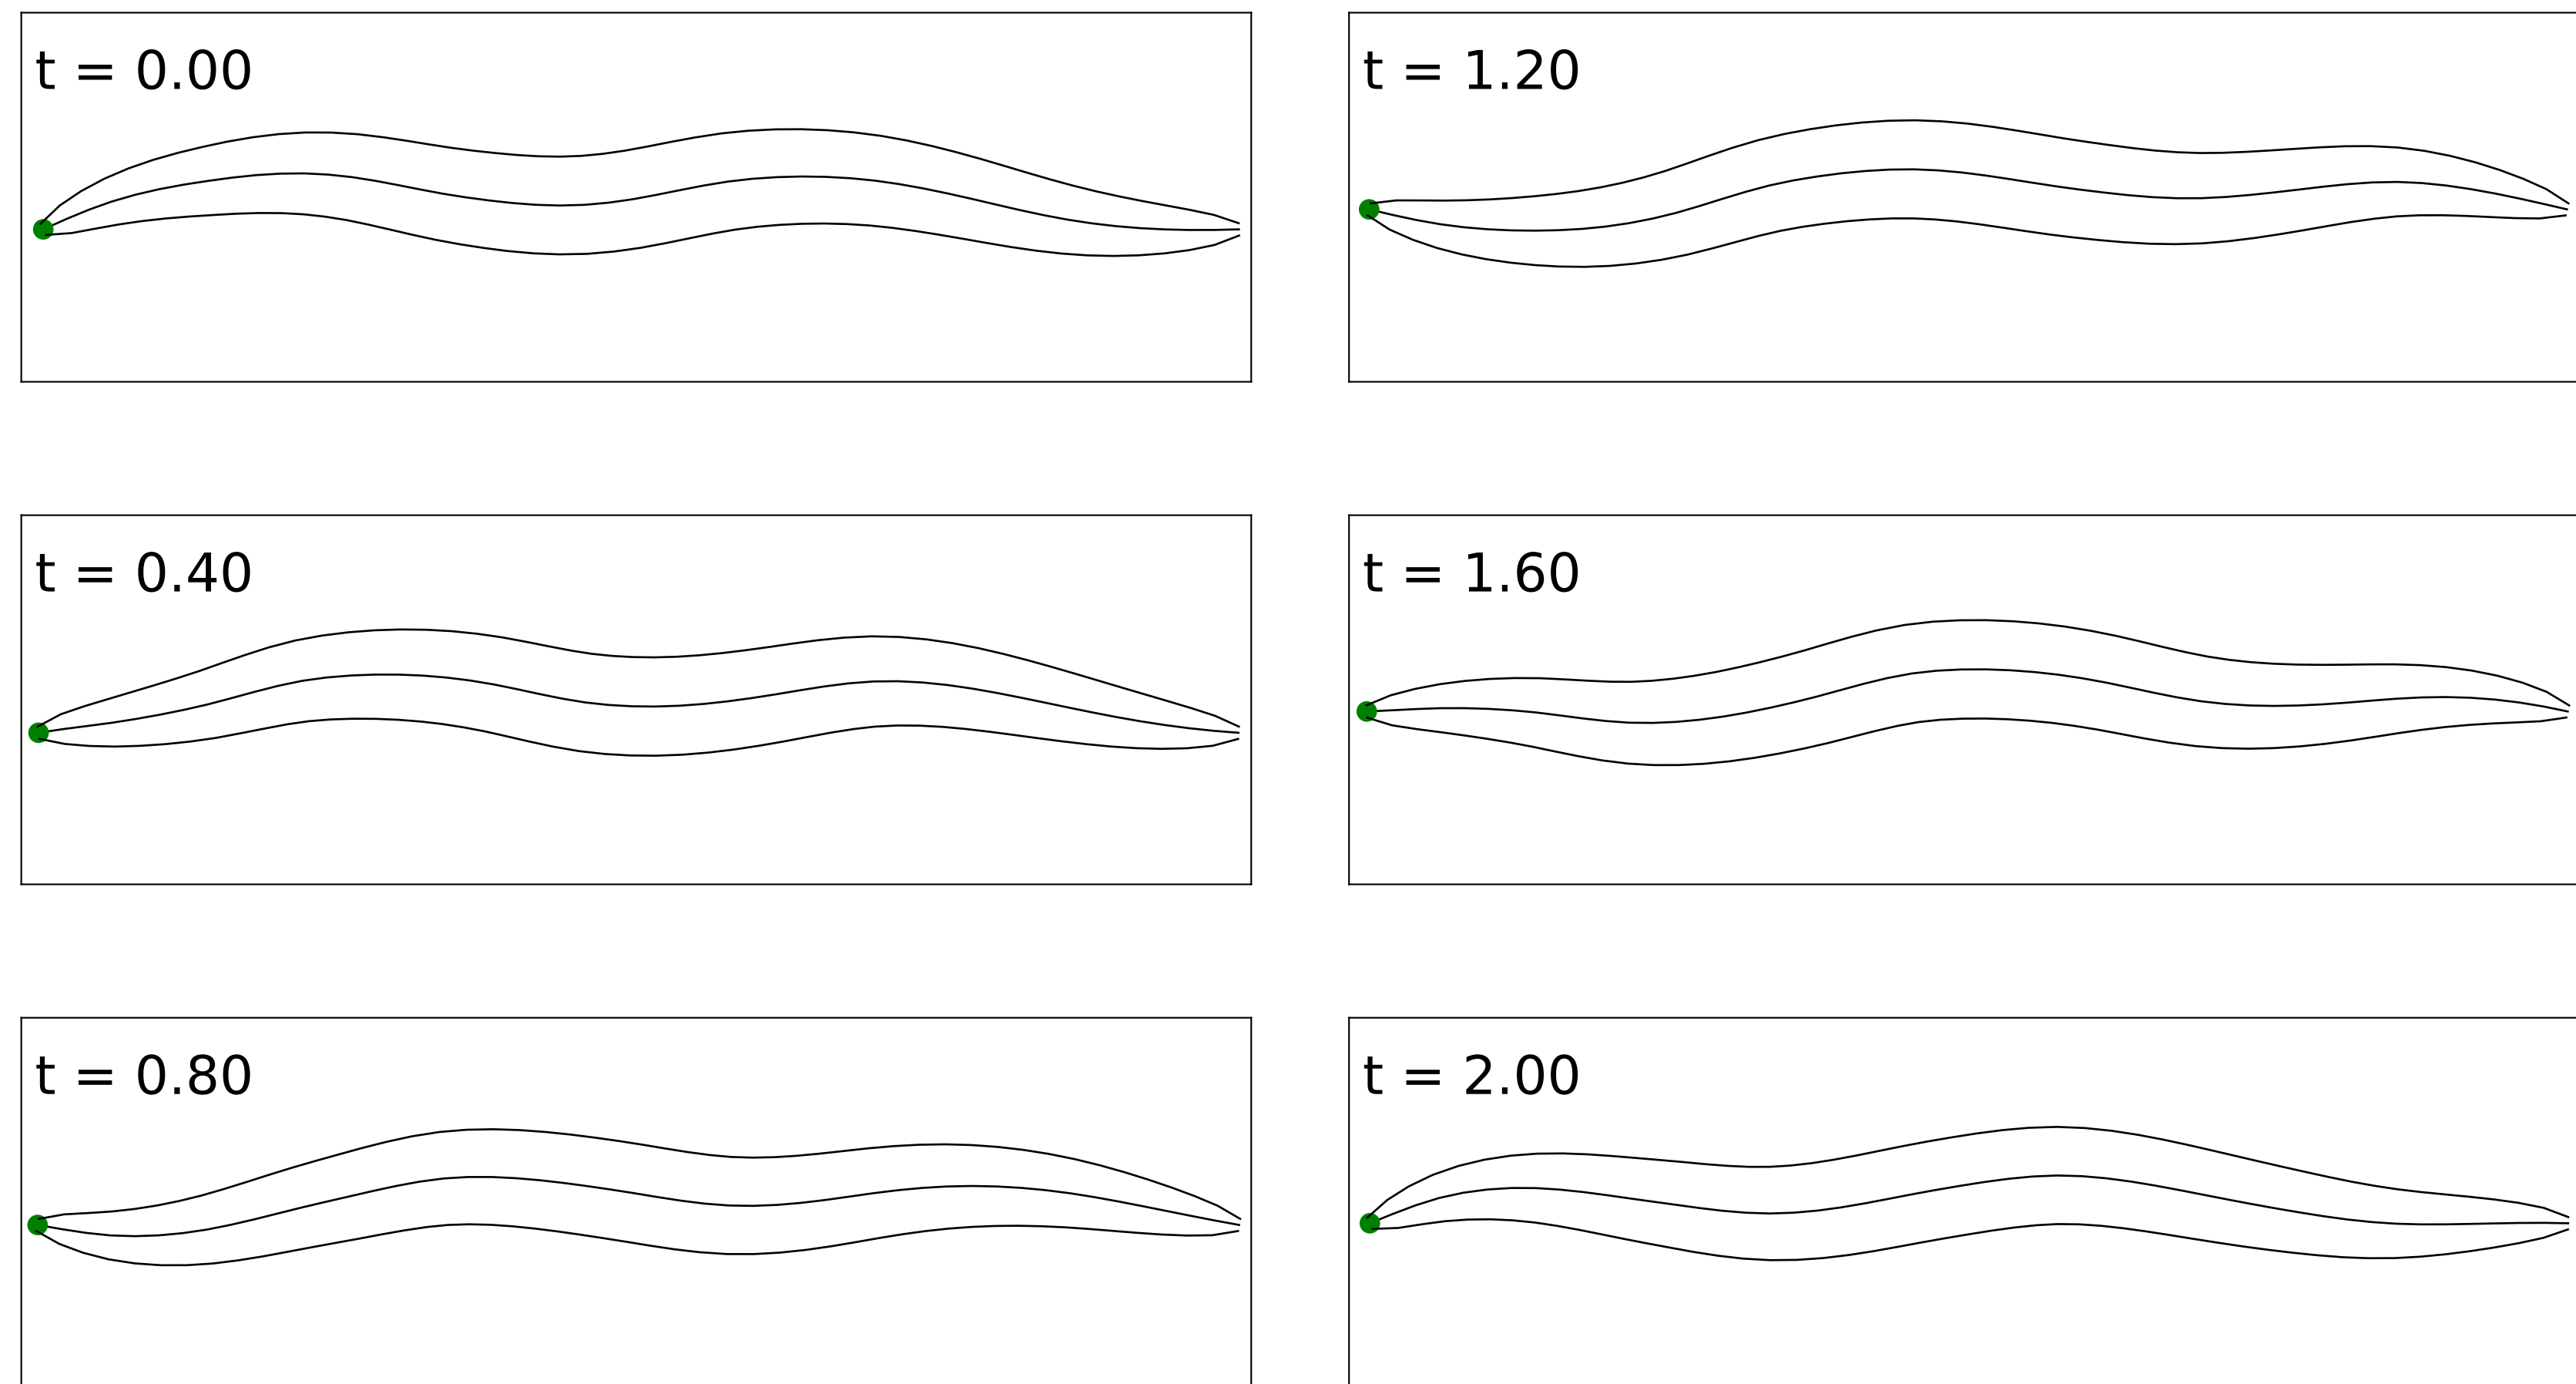 t = 0.00
t = 1.20
t = 0.40
t = 1.60
t = 0.80
t = 2.00